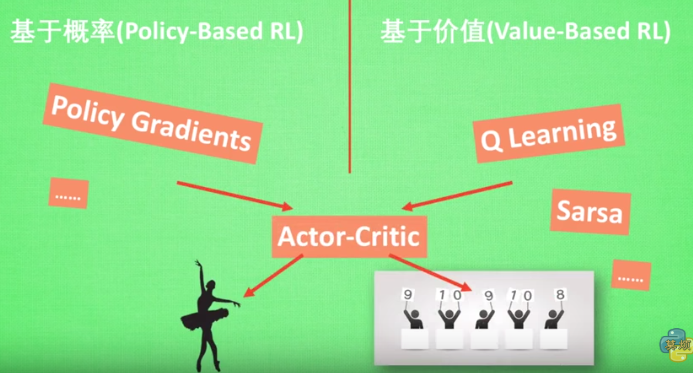 基于概率(Policy-Based RL)
基于价值(Value-Based RL)
Policy Gradients
......
Q Learning
Sarsa
......
Actor-Critic
9 10 9 10 8
莫烦